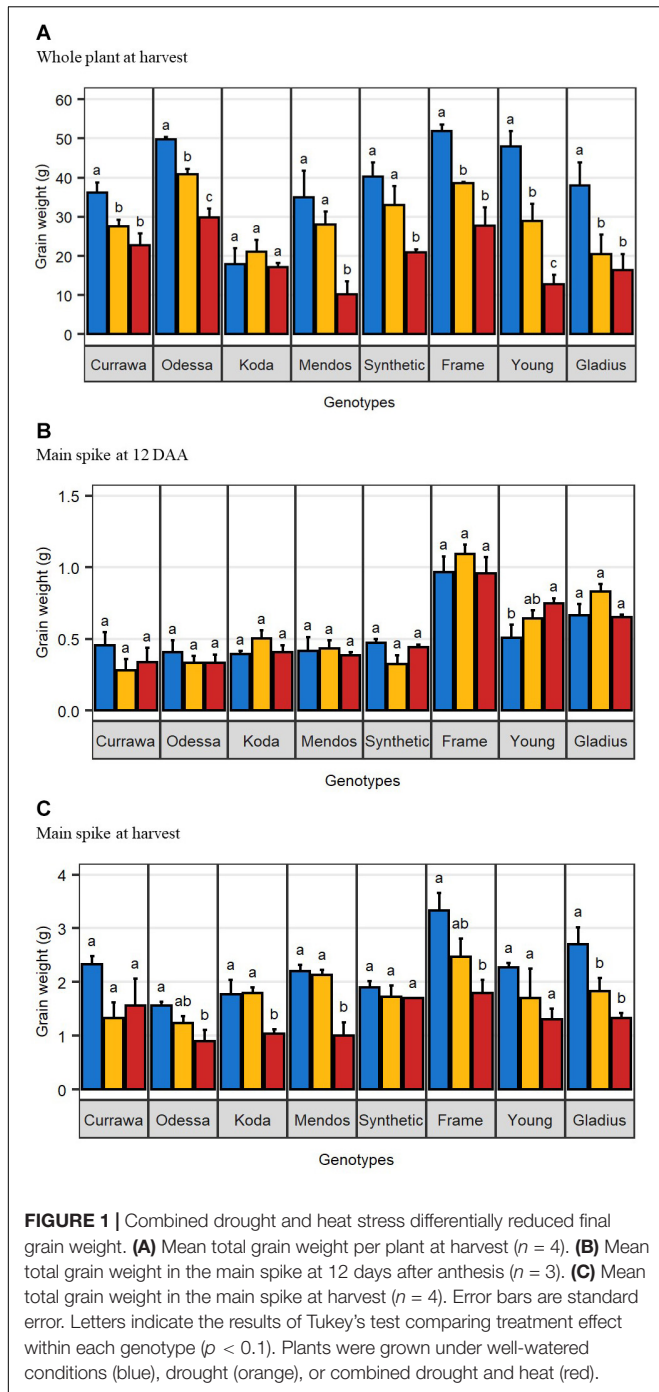 A
Whole plant at harvest
60
50
40
30
20
10
0
Grain weight (g)
a b b a b c a a a a a b a a b a b b a b c a b b
Currawa Odessa Koda Mendos Synthetic Frame Young Gladius
Genotypes
B
Main spike at 12 DAA
1.5
1.0
0.5
0.0
Grain weight (g)
a a a a a a a a a a a a a a a a a a b ab a a a a
Currawa Odessa Koda Mendos Synthetic Frame Young Gladius
Genotypes
C
Main spike at harvest
4
3
2
1
0
Grain weight (g)
a a a a ab b a a b a a b a a a a ab b a a a a b b
Currawa Odessa Koda Mendos Synthetic Frame Young Gladius
Genotypes
FIGURE 1 | Combined drought and heat stress differentially reduced final
grain weight. (A) Mean total grain weight per plant at harvest (n = 4). (B) Mean
total grain weight in the main spike at 12 days after anthesis (n = 3). (C) Mean
total grain weight in the main spike at harvest (n = 4). Error bars are standard
error. Letters indicate the results of Tukey's test comparing treatment effect
within each genotype (p < 0.1). Plants were grown under well-watered
conditions (blue), drought (orange), or combined drought and heat (red).